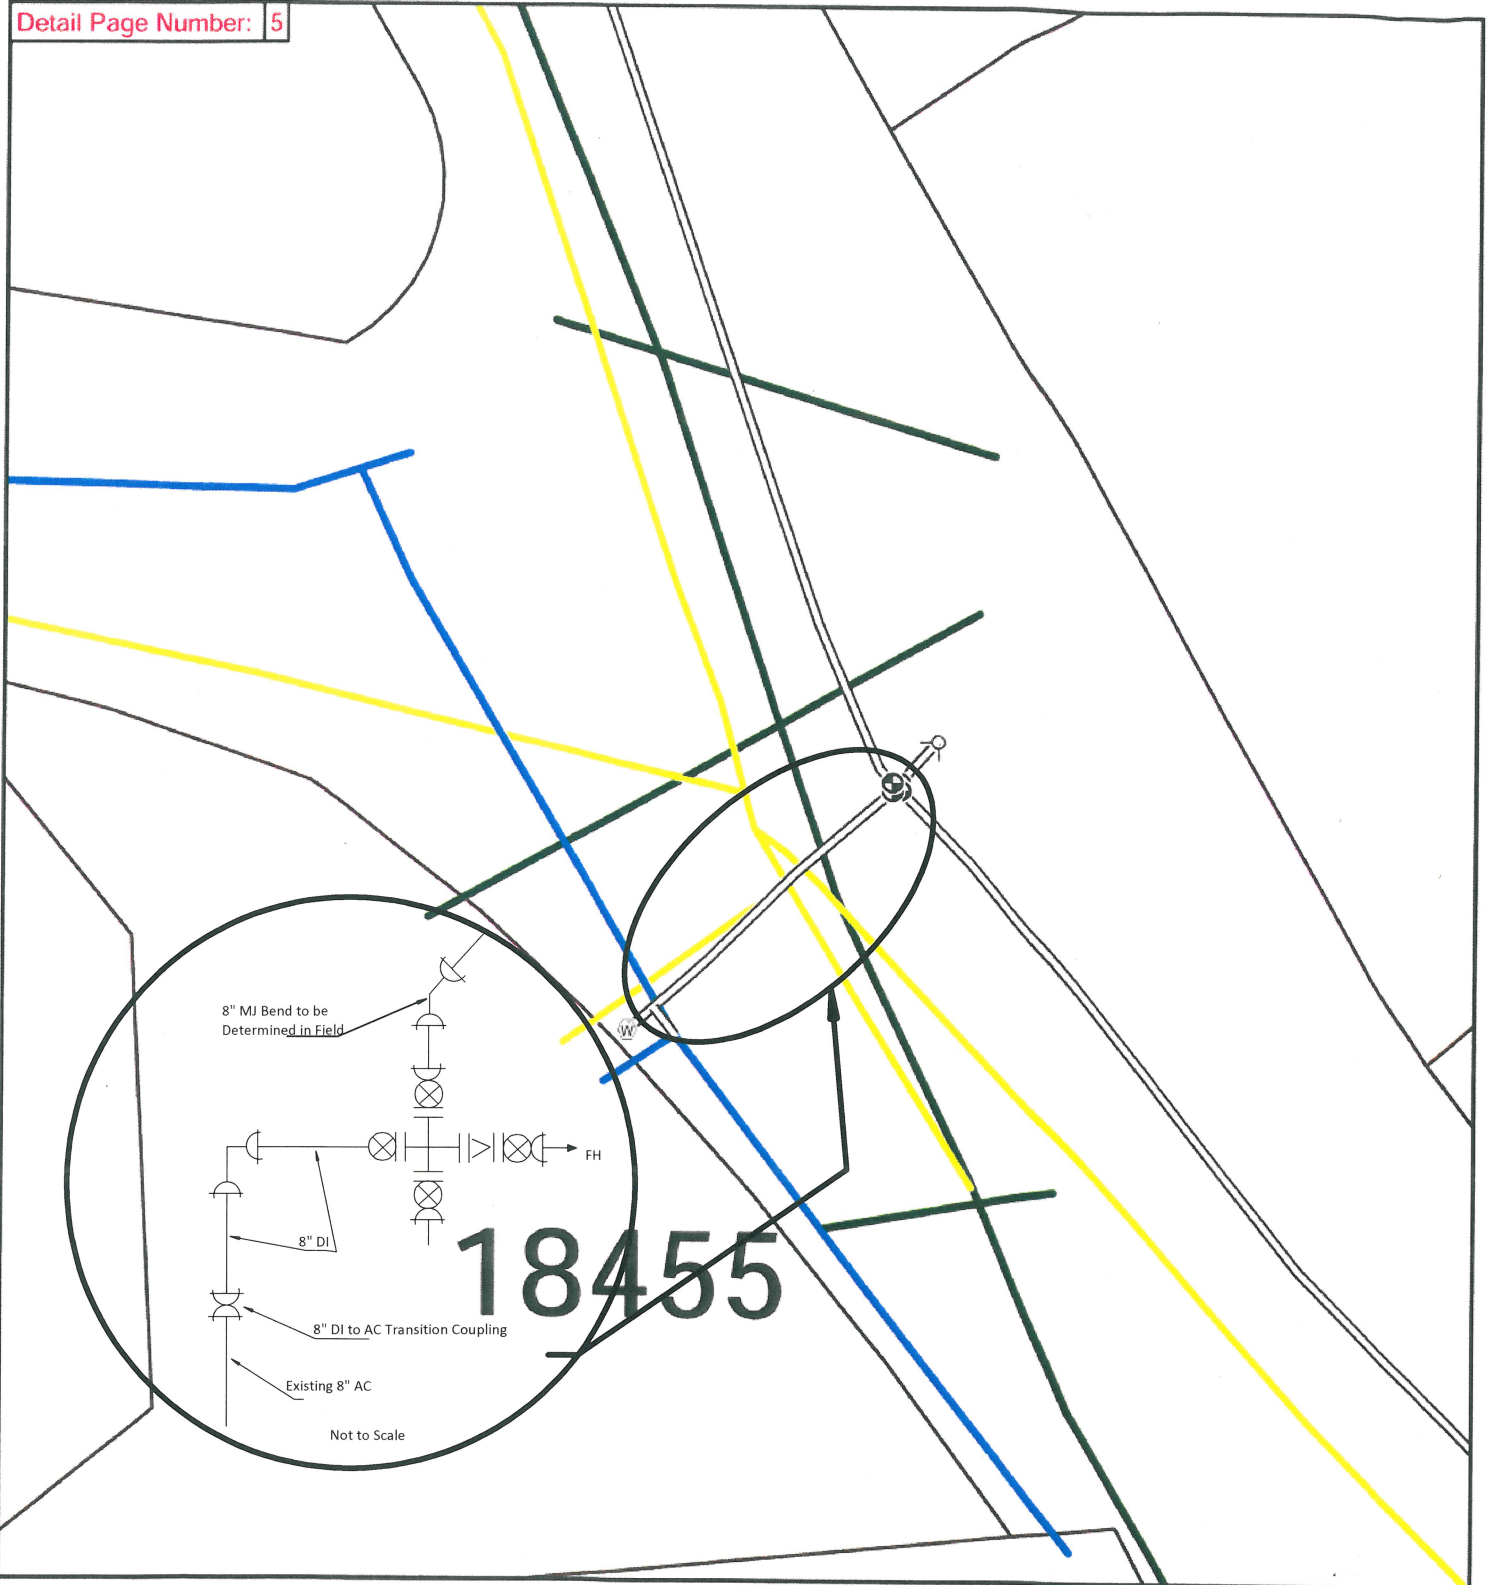 Detail Page Number: 5
W
8" MJ Bend to be
Determined in Field
FH
8" DI
18455
8" DI to AC Transition Coupling
Existing 8" AC
Not to Scale